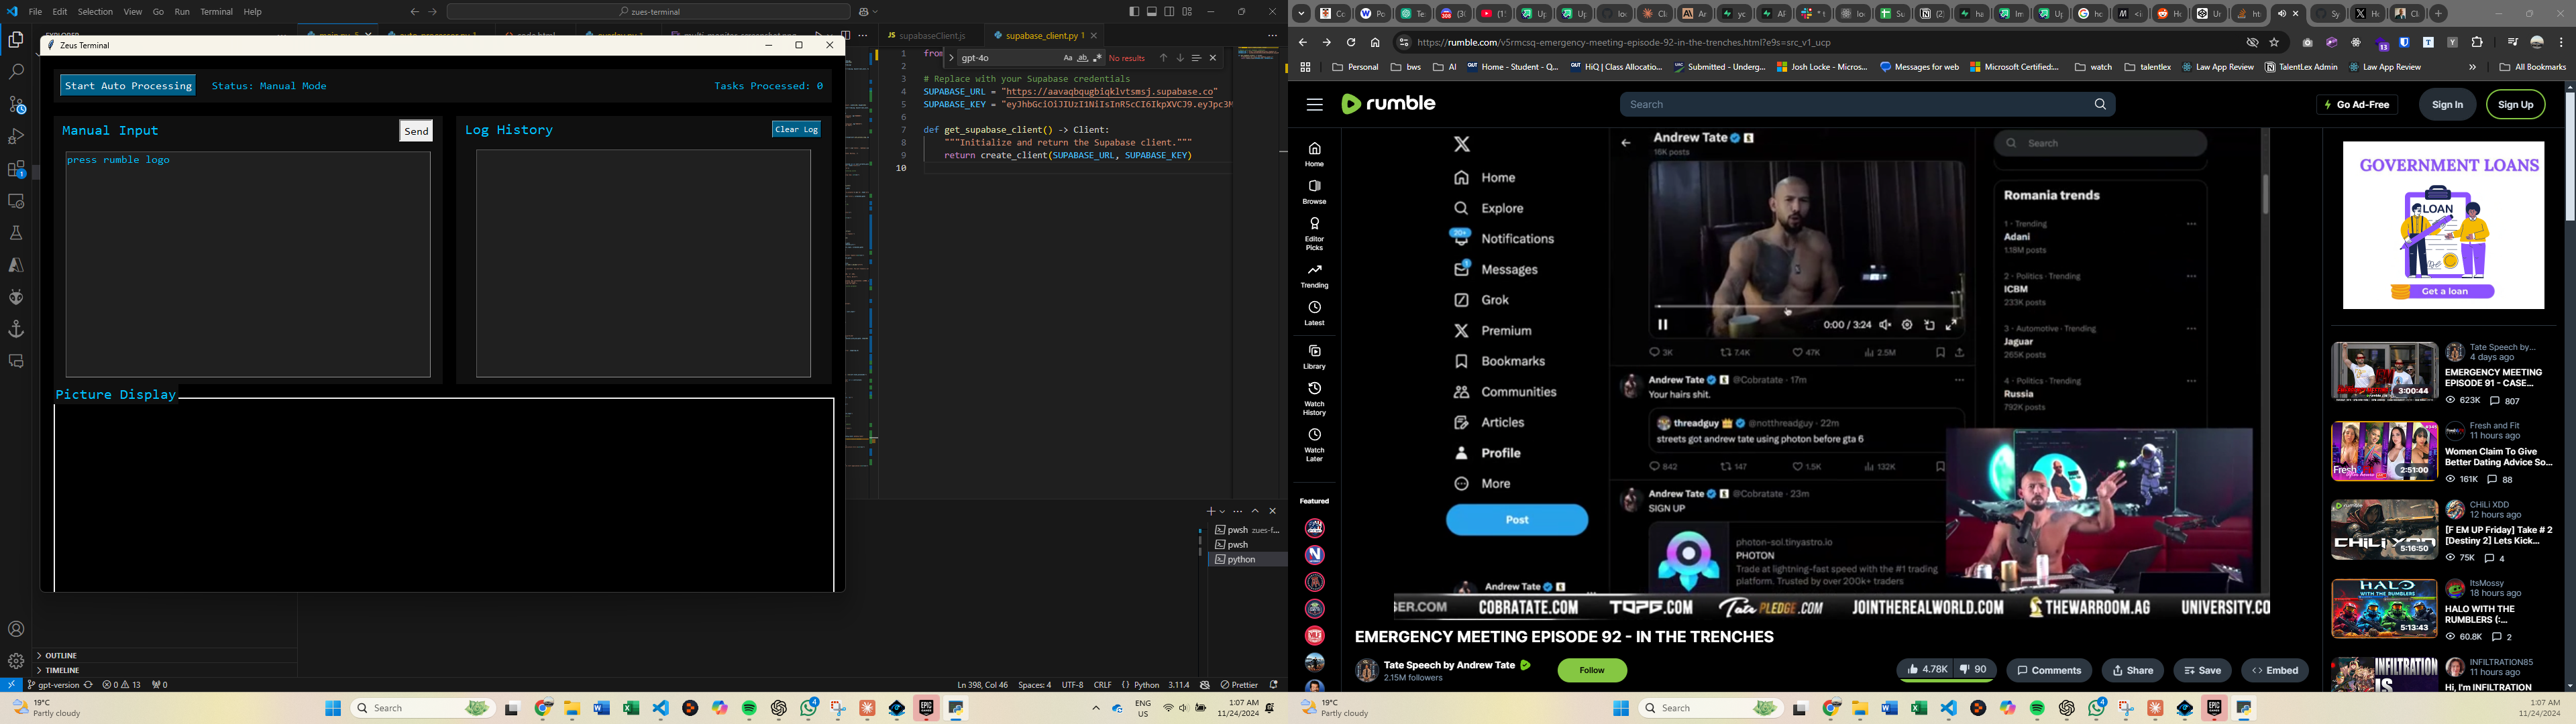 File Edit Selection View Go Run Terminal Help
zues-terminal
Zeus Terminal
Start Auto Processing
Status: Manual Mode
Tasks Processed: 0
Manual Input
Send
press rumble logo
Log History
Clear Log
Picture Display
supabaseClient.js
supabase_client.py 1
gpt-4o
No results
1 from
2
3 # Replace with your Supabase credentials
4 SUPABASE_URL = "https://aavaqbqugbiqklvtsmsj.supabase.co"
5 SUPABASE_KEY = "eyJhbGciOiJIUzI1NiIsInR5cCI6IkpXVCJ9.eyJpc3M
6
7 def get_supabase_client() -> Client:
8 """Initialize and return the Supabase client."""
9 return create_client(SUPABASE_URL, SUPABASE_KEY)
10
pwsh zues-f...
pwsh
python
OUTLINE
TIMELINE
gpt-version
0 13
0
Ln 398, Col 46
Spaces: 4
UTF-8
CRLF
Python
3.11.4
Prettier
19°C
Partly cloudy
Search
ENG
US
1:07 AM
11/24/2024
https://rumble.com/v5rmcsq-emergency-meeting-episode-92-in-the-trenches.html?e9s=src_v1_ucp
Personal
bws
AI
Home - Student - Q...
HiQ | Class Allocatio...
Submitted - Underg...
Josh Locke - Micros...
Messages for web
Microsoft Certified:...
watch
talentlex
Law App Review
TalentLex Admin
Law App Review
All Bookmarks
rumble
Search
Go Ad-Free
Sign In
Sign Up
Home
Browse
Editor
Picks
Trending
Latest
Library
Watch
History
Watch
Later
Featured
Home
Explore
20+
Notifications
1
Messages
Grok
Premium
Bookmarks
Communities
Articles
Profile
More
Post
Andrew Tate
16K posts
0:00 / 3:24
3K
7.4K
47K
2.5M
Andrew Tate @Cobratate · 17m
Your hairs shit.
threadguy @notthreadguy · 22m
streets got andrew tate using photon before gta 6
842
147
1.5K
132K
Andrew Tate @Cobratate · 23m
SIGN UP
photon-sol.tinyastro.io
PHOTON
Trade at lightning-fast speed with the #1 trading
platform. Trusted by over 200k+ traders
Andrew Tate
Search
Romania trends
1 · Trending
Adani
1.18M posts
2 · Politics · Trending
ICBM
233K posts
3 · Automotive · Trending
Jaguar
265K posts
4 · Politics · Trending
Russia
792K posts
SER.COM COBRATATE.COM TOPG.COM Tate PLEDGE.COM JOINTHEREALWORLD.COM THEWARROOM.AG UNIVERSITY.CO
EMERGENCY MEETING EPISODE 92 - IN THE TRENCHES
Tate Speech by Andrew Tate
2.15M followers
Follow
4.78K
90
Comments
Share
Save
Embed
GOVERNMENT LOANS
LOAN
Get a loan
3:00:44
Tate Speech by...
4 days ago
EMERGENCY MEETING
EPISODE 91 - CASE...
623K 807
Fresh
2:51:00
Fresh and Fit
11 hours ago
Women Claim To Give
Better Dating Advice So...
161K 88
CHiLi XDD
5:16:50
CHiLi XDD
12 hours ago
[F EM UP Friday] Take # 2
[Destiny 2] Lets Kick...
75K 4
HALO
WITH THE RUMBLERS
5:13:43
ItsMossy
18 hours ago
HALO WITH THE
RUMBLERS (:...
60.8K 2
INFILTRATION
IS
INFILTRATION85
11 hours ago
Hi, I'm INFILTRATION
19°C
Partly cloudy
Search
1:07 AM
11/24/2024